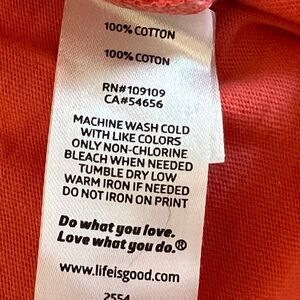 100% COTTON
100% COTON
RN#109109
CA#54656
MACHINE WASH COLD
WITH LIKE COLORS
ONLY NON-CHLORINE
BLEACH WHEN NEEDED
TUMBLE DRY LOW
WARM IRON IF NEEDED
DO NOT IRON ON PRINT
Do what you love.
Love what you do.®
www.lifeisgood.com
2554